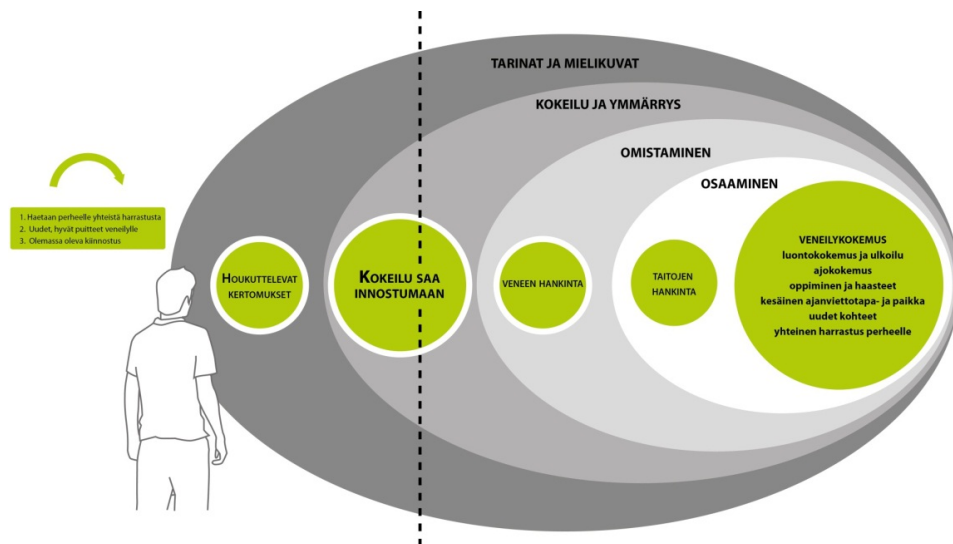 TARINAT JA MIELIKUVAT
KOKEILU JA YMMÄRRYS
OMISTAMINEN
OSAAMINEN
1. Haetaan perheelle yhteistä harrastusta
2. Uudet, hyvät puitteet veneilylle
3. Olemassa oleva kiinnostus
HOUKUTTELEVAT
KERTOMUKSET
KOKEILU SAA
INNOSTUMAAN
VENEEN HANKINTA
TAITOJEN
HANKINTA
VENEILYKOKEMUS
luontokokemus ja ulkoilu
ajokokemus
oppiminen ja haasteet
kesäinen ajanviettotapa- ja paikka
uudet kohteet
yhteinen harrastus perheelle